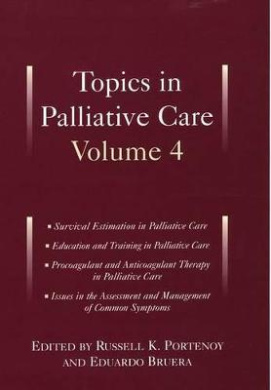 Topics in
Palliative Care
Volume 4
▪ Survival Estimation in Palliative Care
▪ Education and Training in Palliative Care
▪ Procoagulant and Anticoagulant Therapy
in Palliative Care
▪ Issues in the Assessment and Management
of Common Symptoms
EDITED BY RUSSELL K. PORTENOY
AND EDUARDO BRUERA